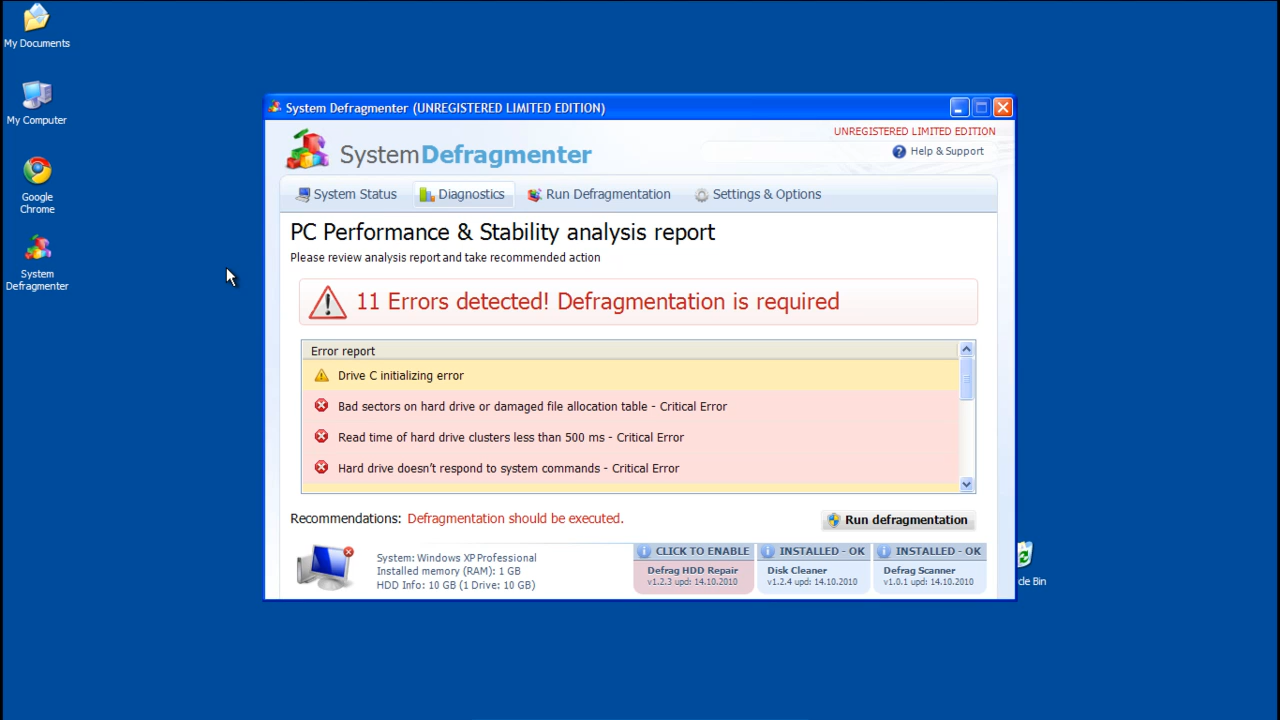 My Documents
My Computer
Google
Chrome
System
Defragmenter
System Defragmenter (UNREGISTERED LIMITED EDITION)
UNREGISTERED LIMITED EDITION
SystemDefragmenter
Help & Support
System Status
Diagnostics
Run Defragmentation
Settings & Options
PC Performance & Stability analysis report
Please review analysis report and take recommended action
11 Errors detected! Defragmentation is required
Error report
Drive C initializing error
Bad sectors on hard drive or damaged file allocation table - Critical Error
Read time of hard drive clusters less than 500 ms - Critical Error
Hard drive doesn't respond to system commands - Critical Error
Recommendations: Defragmentation should be executed.
Run defragmentation
System: Windows XP Professional
Installed memory (RAM): 1 GB
HDD Info: 10 GB (1 Drive: 10 GB)
CLICK TO ENABLE
Defrag HDD Repair
v1.2.3 upd: 14.10.2010
INSTALLED - OK
Disk Cleaner
v1.2.4 upd: 14.10.2010
INSTALLED - OK
Defrag Scanner
v1.0.1 upd: 14.10.2010
cle Bin